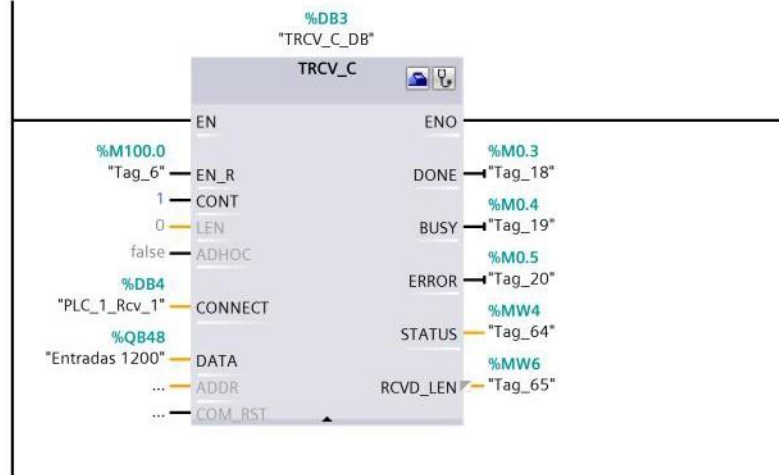 %DB3
"TRCV_C_DB"
TRCV_C
EN ENO
%M100.0 %M0.3
"Tag_6" EN_R DONE "Tag_18"
1 CONT %M0.4
0 LEN BUSY "Tag_19"
false ADHOC %M0.5
%DB4 ERROR "Tag_20"
"PLC_1_Rcv_1" CONNECT %MW4
%QB48 STATUS "Tag_64"
"Entradas 1200" DATA %MW6
... ADDR RCVD_LEN "Tag_65"
... COM_RST